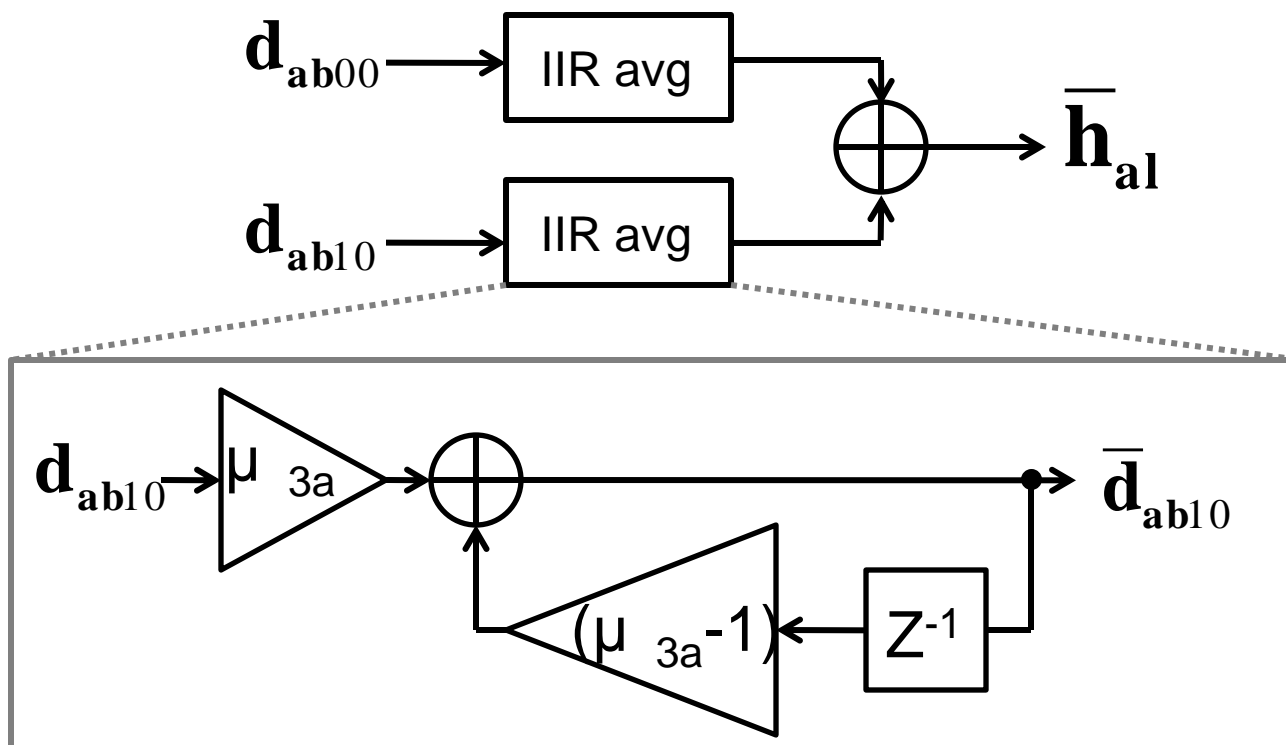 d_ab00
IIR avg
h̅_al
d_ab10
IIR avg
d_ab10
μ 3a
d̅_ab10
(μ 3a-1)
Z^-1